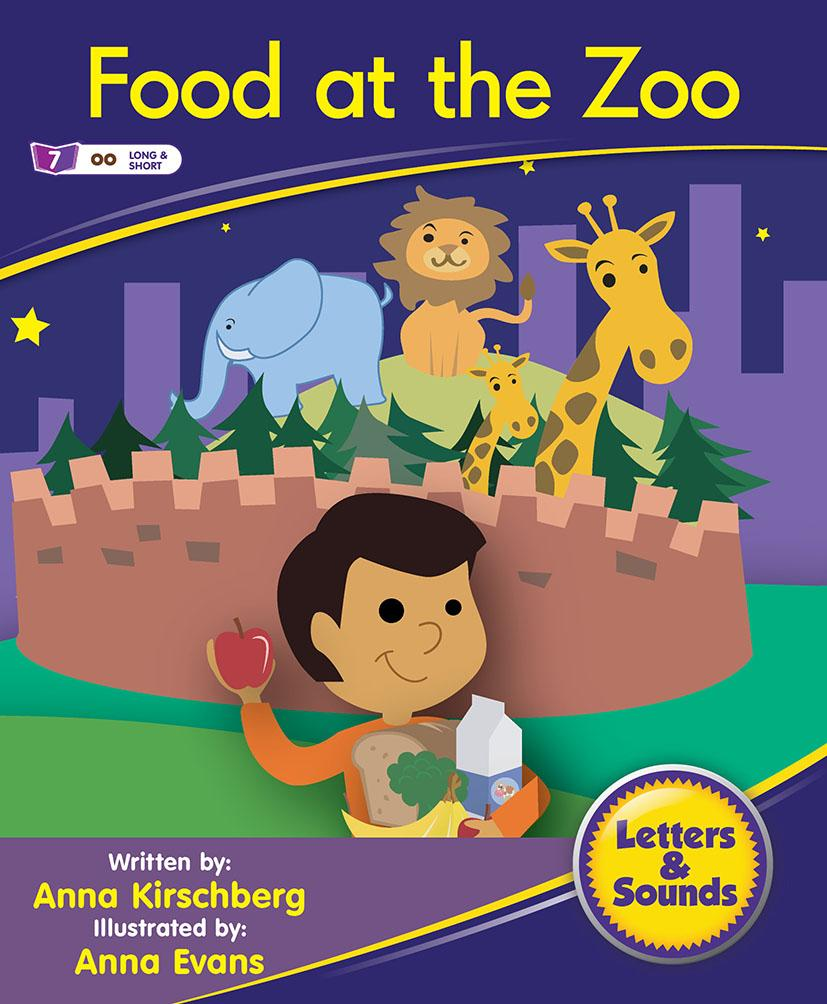 Food at the Zoo
7
oo
LONG &
SHORT
Written by:
Anna Kirschberg
Illustrated by:
Anna Evans
Letters
&
Sounds